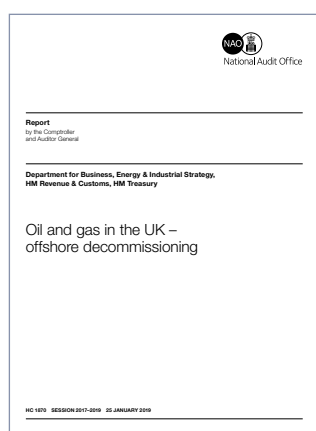 NAO
National Audit Office
Report
by the Comptroller
and Auditor General
Department for Business, Energy & Industrial Strategy,
HM Revenue & Customs, HM Treasury
Oil and gas in the UK –
offshore decommissioning
HC 1870 SESSION 2017–2019 25 JANUARY 2019